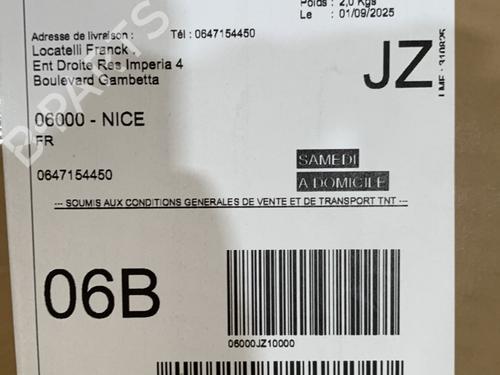 Poids : 2,0 Kgs
Le : 01/09/2025
Adresse de livraison : Tél : 0647154450
Locatelli Franck .
Ent Droite Res Imperia 4
Boulevard Gambetta
JZ
06000 - NICE
FR
0647154450
SAMEDI
A DOMICILE
--- SOUMIS AUX CONDITIONS GENERALES DE VENTE ET DE TRANSPORT TNT ---
06B
06000JZ10000
B-PARTS